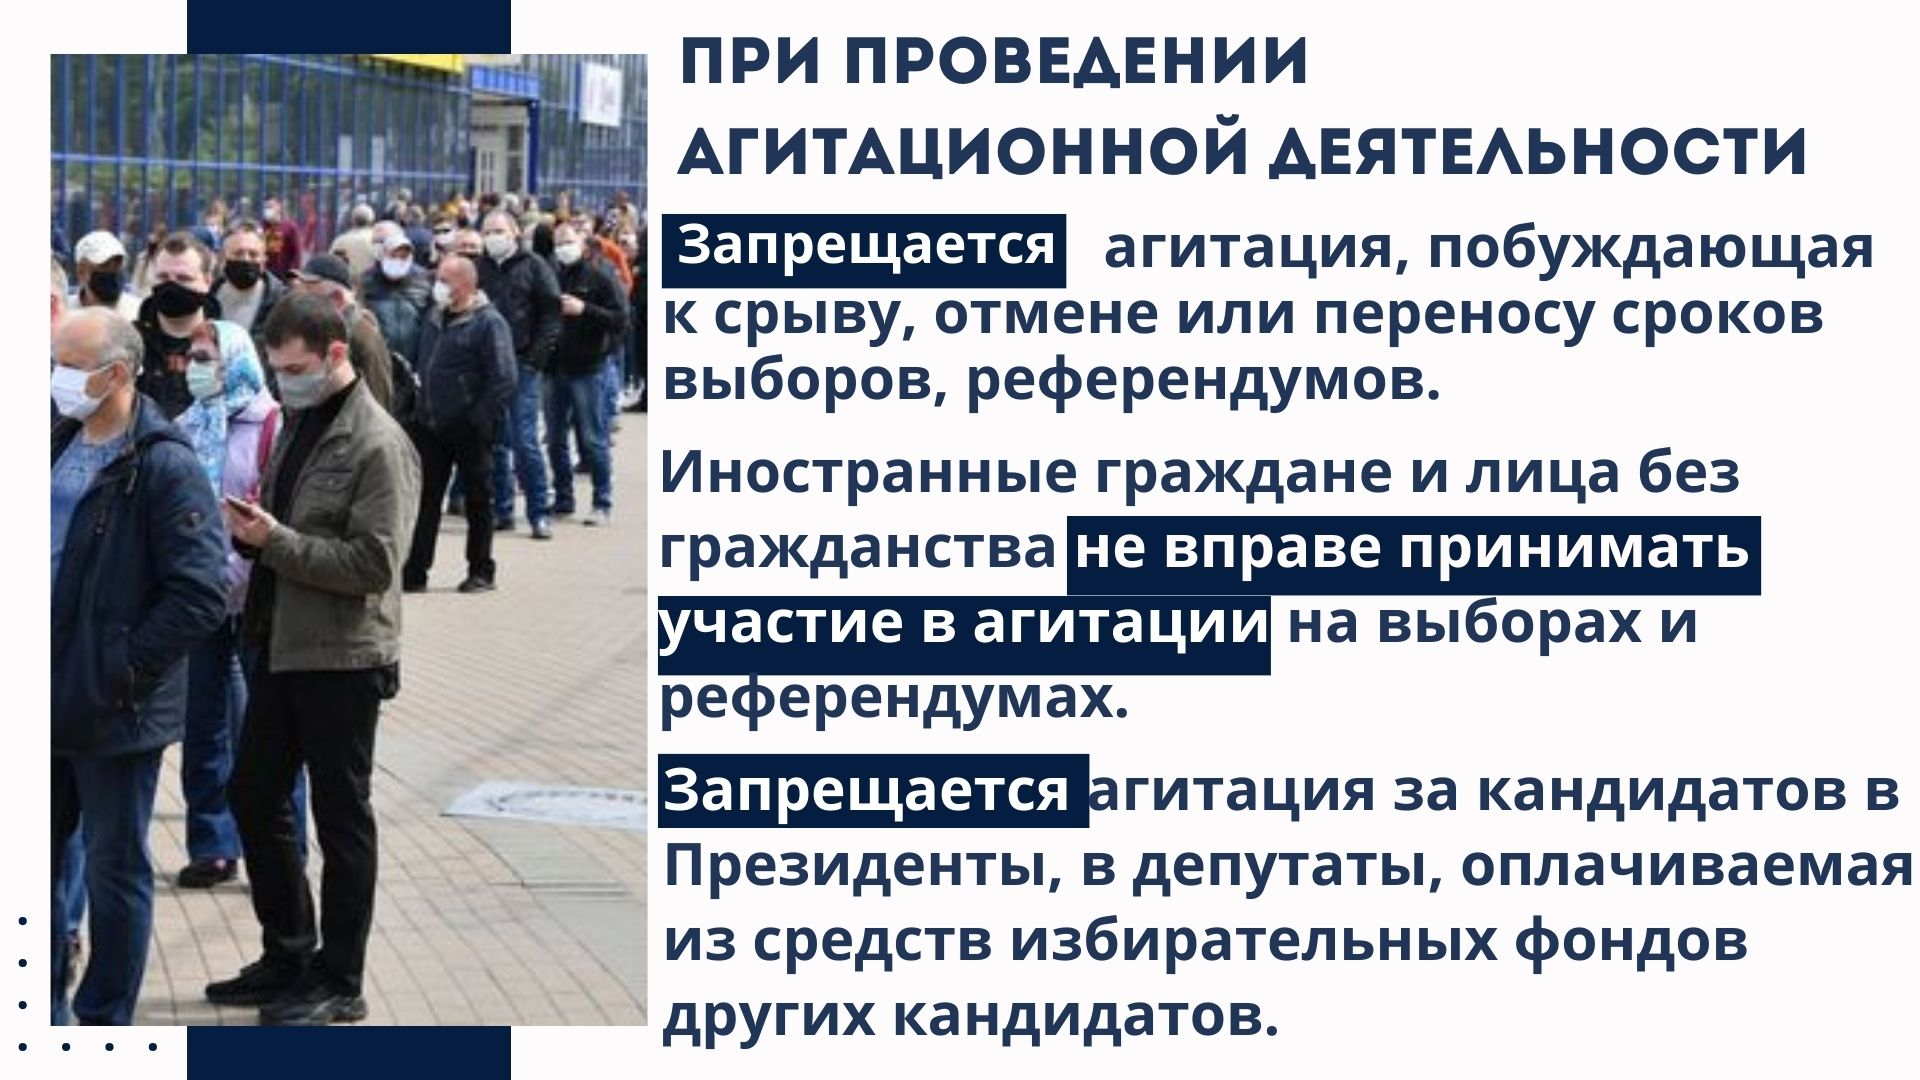 ПРИ ПРОВЕДЕНИИ
АГИТАЦИОННОЙ ДЕЯТЕЛЬНОСТИ
Запрещается агитация, побуждающая
к срыву, отмене или переносу сроков
выборов, референдумов.
Иностранные граждане и лица без
гражданства не вправе принимать
участие в агитации на выборах и
референдумах.
Запрещается агитация за кандидатов в
Президенты, в депутаты, оплачиваемая
из средств избирательных фондов
других кандидатов.